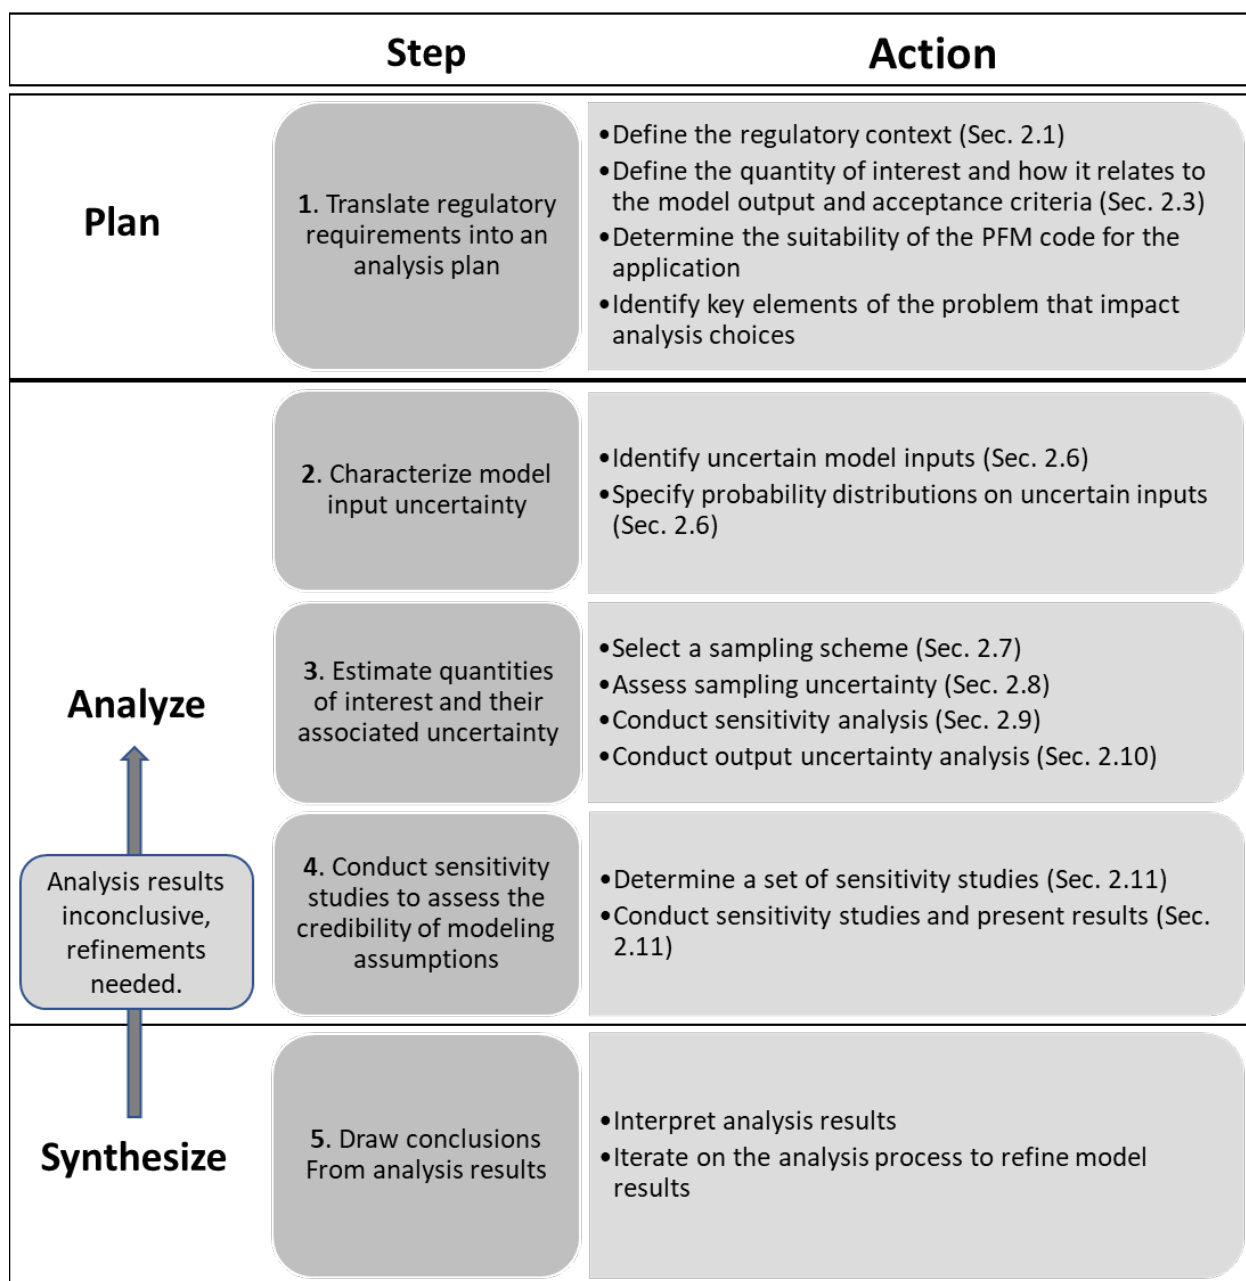 Step
Action
Plan
1. Translate regulatory
requirements into an
analysis plan
•Define the regulatory context (Sec. 2.1)
•Define the quantity of interest and how it relates to
the model output and acceptance criteria (Sec. 2.3)
•Determine the suitability of the PFM code for the
application
•Identify key elements of the problem that impact
analysis choices
Analyze
2. Characterize model
input uncertainty
•Identify uncertain model inputs (Sec. 2.6)
•Specify probability distributions on uncertain inputs
(Sec. 2.6)
3. Estimate quantities
of interest and their
associated uncertainty
•Select a sampling scheme (Sec. 2.7)
•Assess sampling uncertainty (Sec. 2.8)
•Conduct sensitivity analysis (Sec. 2.9)
•Conduct output uncertainty analysis (Sec. 2.10)
4. Conduct sensitivity
studies to assess the
credibility of modeling
assumptions
•Determine a set of sensitivity studies (Sec. 2.11)
•Conduct sensitivity studies and present results (Sec.
2.11)
Analysis results
inconclusive,
refinements
needed.
Synthesize
5. Draw conclusions
From analysis results
•Interpret analysis results
•Iterate on the analysis process to refine model
results